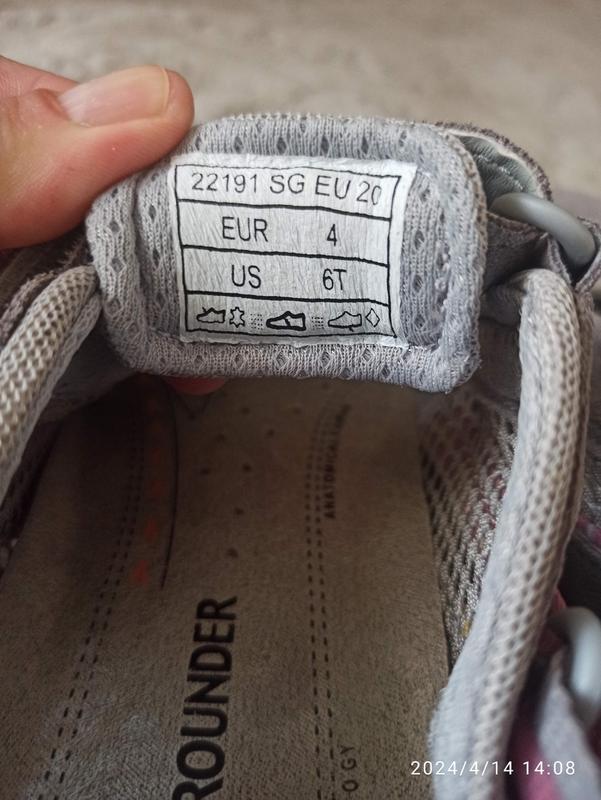 22191 SG EU 20
EUR 4
US 6T
ROUNDER
2024/4/14 14:08